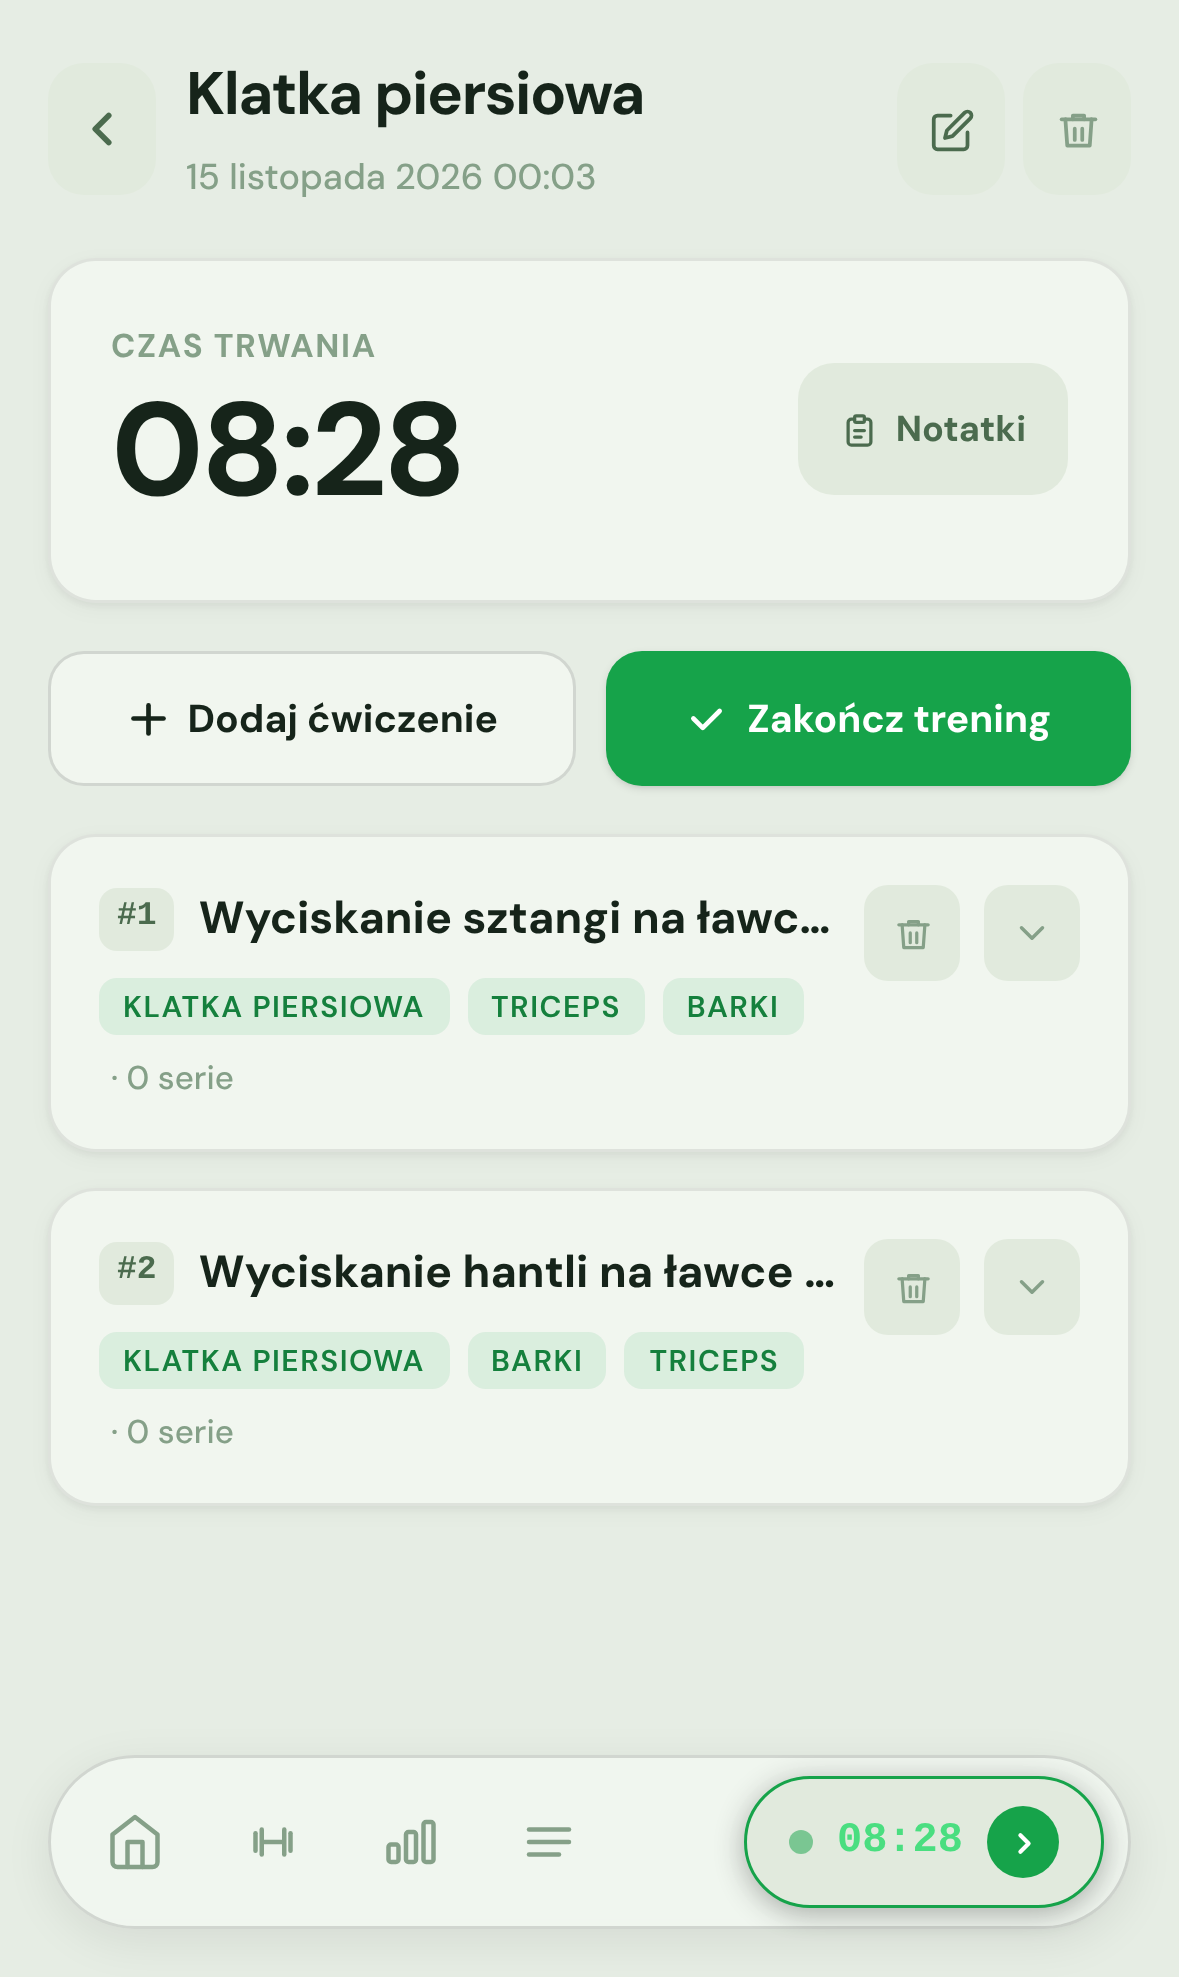 Klatka piersiowa
15 listopada 2026 00:03
CZAS TRWANIA
08:28
Notatki
Dodaj ćwiczenie
Zakończ trening
#1 Wyciskanie sztangi na ławc...
KLATKA PIERSIOWA TRICEPS BARKI
· 0 serie
#2 Wyciskanie hantli na ławce ...
KLATKA PIERSIOWA BARKI TRICEPS
· 0 serie
08:28